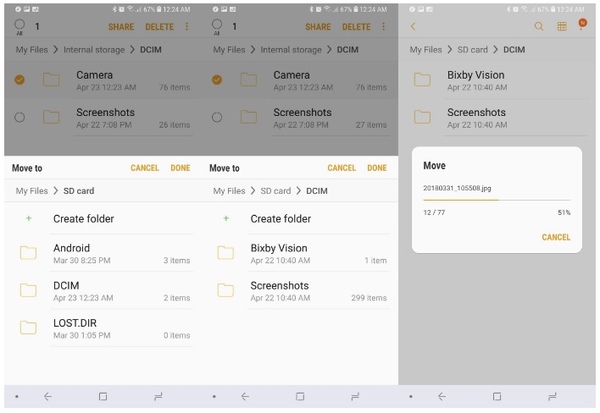 67% 12:24 AM
1
All
SHARE
DELETE
My Files > Internal storage > DCIM
Camera
Apr 23 12:23 AM
76 items
Screenshots
Apr 22 7:08 PM
26 items
Move to
CANCEL
DONE
My Files > SD card
+ Create folder
Android
Mar 30 8:25 PM
3 items
DCIM
Apr 23 12:23 AM
2 items
LOST.DIR
Mar 30 1:05 PM
0 items
67% 12:24 AM
1
All
SHARE
DELETE
My Files > Internal storage > DCIM
Camera
Apr 23 12:23 AM
76 items
Screenshots
Apr 22 7:08 PM
27 items
Move to
CANCEL
DONE
My Files > SD card > DCIM
+ Create folder
Bixby Vision
Apr 22 10:40 AM
1 item
Screenshots
Apr 22 10:40 AM
299 items
67% 12:24 AM
My Files > SD card > DCIM
Bixby Vision
Apr 22 10:40 AM
Screenshots
Apr 22 10:40 AM
Move
20180331_105508.jpg
12 / 77
51%
CANCEL